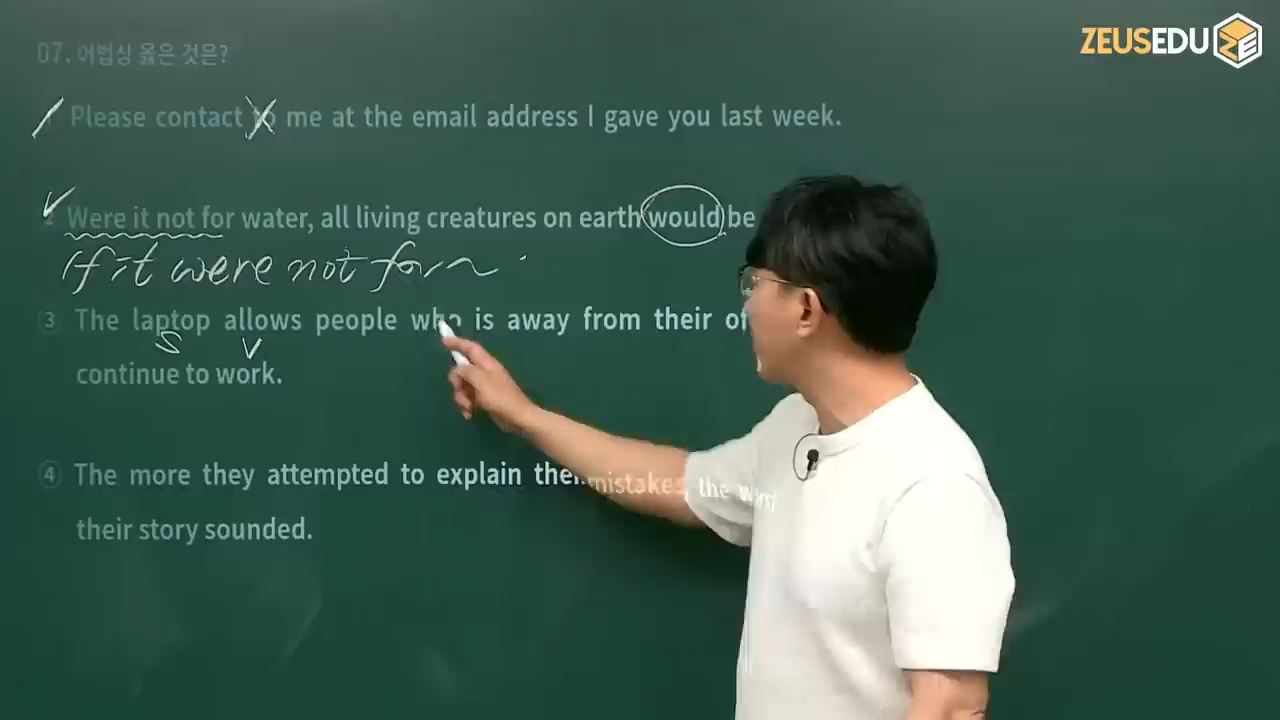 ZEUSEDU
07. 어법상 옳은 것은?
Please contact to me at the email address I gave you last week.
Were it not for water, all living creatures on earth would be
if it were not for ~
③ The laptop allows people who is away from their
S V
continue to work.
④ The more they attempted to explain their mistakes, the
their story sounded.